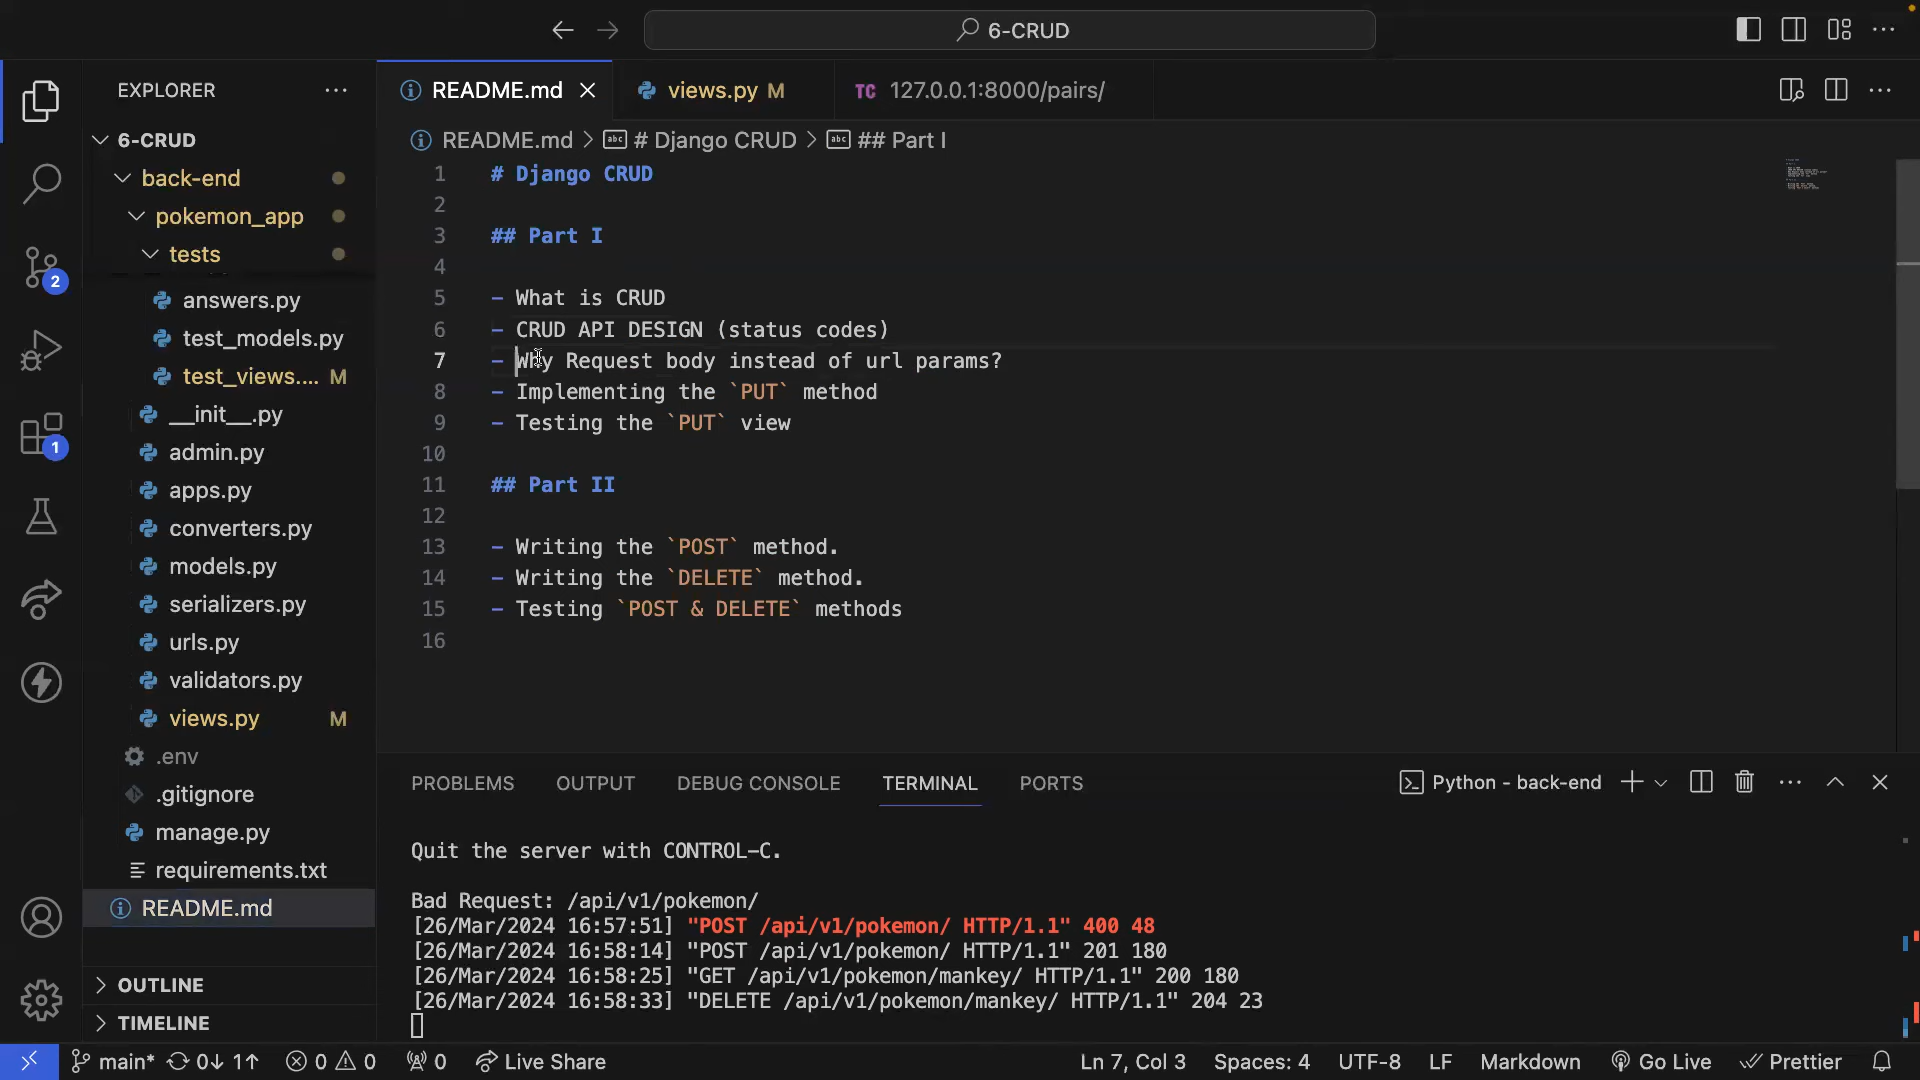 6-CRUD
EXPLORER
6-CRUD
back-end
pokemon_app
tests
answers.py
test_models.py
test_views.... M
__init__.py
admin.py
apps.py
converters.py
models.py
serializers.py
urls.py
validators.py
views.py M
.env
.gitignore
manage.py
requirements.txt
README.md
OUTLINE
TIMELINE
2
1
README.md
views.py M
TC 127.0.0.1:8000/pairs/
README.md > # Django CRUD > ## Part I
1 # Django CRUD
2
3 ## Part I
4
5 - What is CRUD
6 - CRUD API DESIGN (status codes)
7 - Why Request body instead of url params?
8 - Implementing the `PUT` method
9 - Testing the `PUT` view
10
11 ## Part II
12
13 - Writing the `POST` method.
14 - Writing the `DELETE` method.
15 - Testing `POST & DELETE` methods
16
PROBLEMS OUTPUT DEBUG CONSOLE TERMINAL PORTS
Python - back-end
Quit the server with CONTROL-C.
Bad Request: /api/v1/pokemon/
[26/Mar/2024 16:57:51] "POST /api/v1/pokemon/ HTTP/1.1" 400 48
[26/Mar/2024 16:58:14] "POST /api/v1/pokemon/ HTTP/1.1" 201 180
[26/Mar/2024 16:58:25] "GET /api/v1/pokemon/mankey/ HTTP/1.1" 200 180
[26/Mar/2024 16:58:33] "DELETE /api/v1/pokemon/mankey/ HTTP/1.1" 204 23
main* 0↓ 1↑ 0 0 0 Live Share Ln 7, Col 3 Spaces: 4 UTF-8 LF Markdown Go Live Prettier